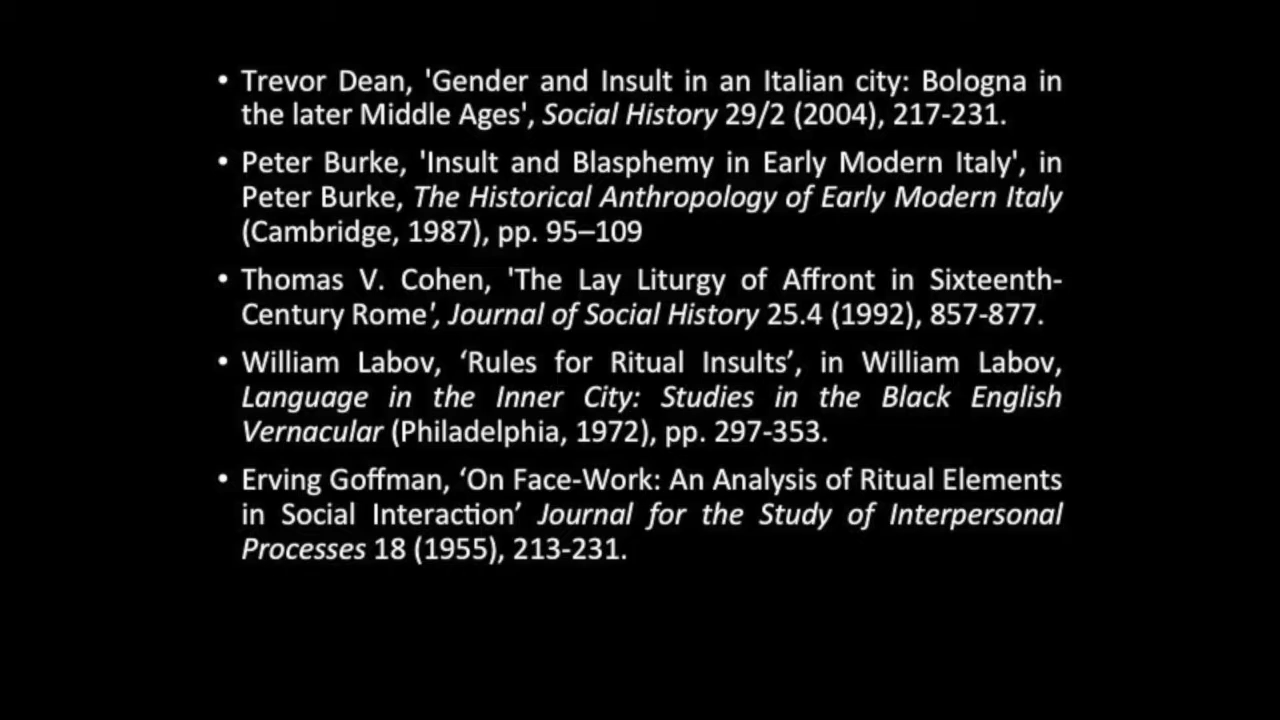 • Trevor Dean, 'Gender and Insult in an Italian city: Bologna in
the later Middle Ages', Social History 29/2 (2004), 217-231.
• Peter Burke, 'Insult and Blasphemy in Early Modern Italy', in
Peter Burke, The Historical Anthropology of Early Modern Italy
(Cambridge, 1987), pp. 95–109
• Thomas V. Cohen, 'The Lay Liturgy of Affront in Sixteenth-
Century Rome', Journal of Social History 25.4 (1992), 857-877.
• William Labov, ‘Rules for Ritual Insults’, in William Labov,
Language in the Inner City: Studies in the Black English
Vernacular (Philadelphia, 1972), pp. 297-353.
• Erving Goffman, ‘On Face-Work: An Analysis of Ritual Elements
in Social Interaction’ Journal for the Study of Interpersonal
Processes 18 (1955), 213-231.